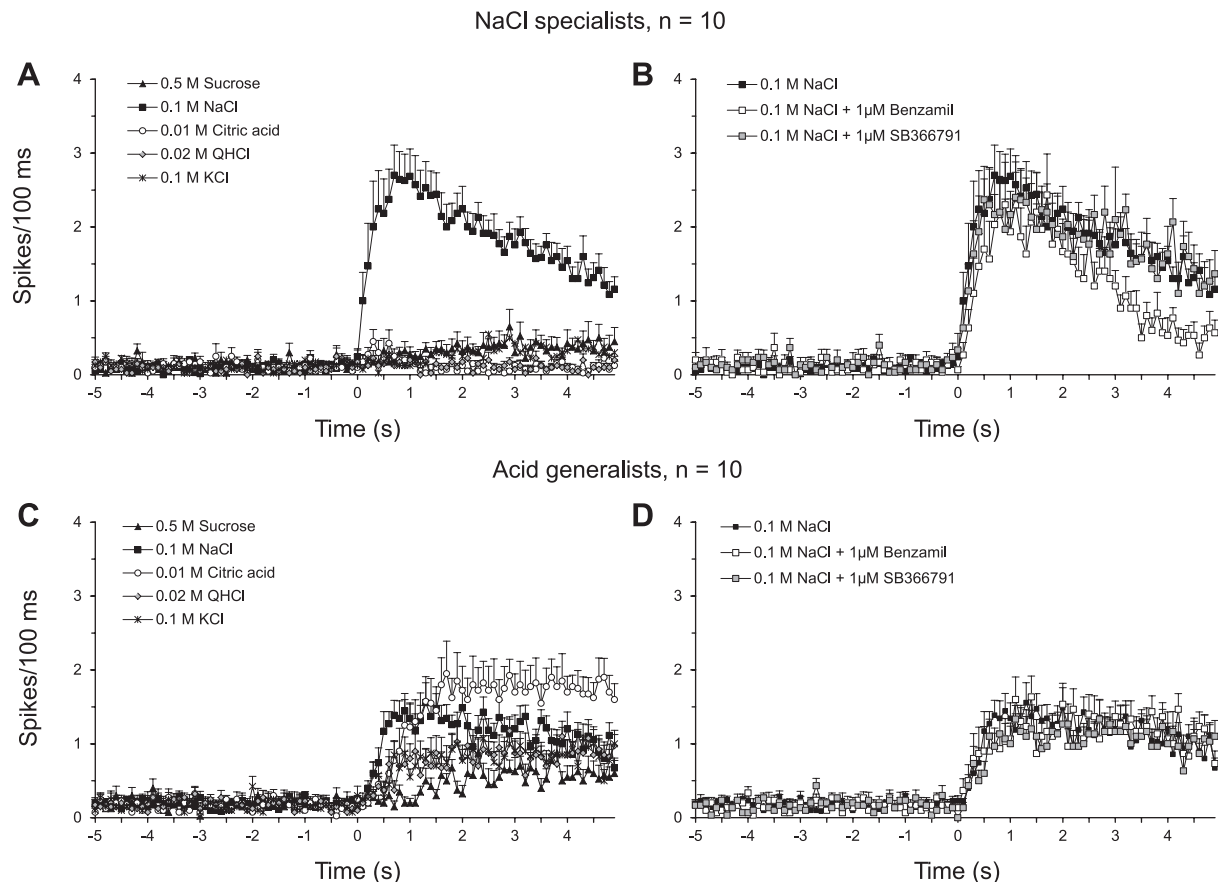 NaCl specialists, n = 10
A
0.5 M Sucrose
0.1 M NaCl
0.01 M Citric acid
0.02 M QHCl
0.1 M KCl
Spikes/100 ms
4
3
2
1
0
-5 -4 -3 -2 -1 0 1 2 3 4
Time (s)
B
0.1 M NaCl
0.1 M NaCl + 1µM Benzamil
0.1 M NaCl + 1µM SB366791
4
3
2
1
0
-5 -4 -3 -2 -1 0 1 2 3 4
Time (s)
Acid generalists, n = 10
C
0.5 M Sucrose
0.1 M NaCl
0.01 M Citric acid
0.02 M QHCl
0.1 M KCl
Spikes/100 ms
4
3
2
1
0
-5 -4 -3 -2 -1 0 1 2 3 4
Time (s)
D
0.1 M NaCl
0.1 M NaCl + 1µM Benzamil
0.1 M NaCl + 1µM SB366791
4
3
2
1
0
-5 -4 -3 -2 -1 0 1 2 3 4
Time (s)